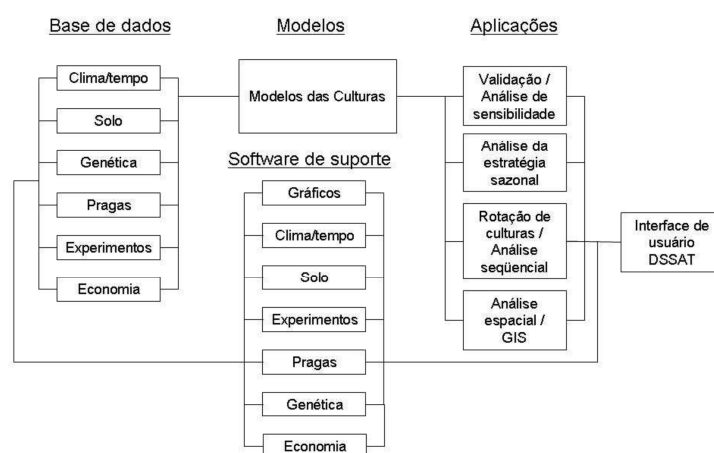 Base de dados
Modelos
Aplicações
Clima/tempo
Solo
Genética
Pragas
Experimentos
Economia
Modelos das Culturas
Software de suporte
Gráficos
Clima/tempo
Solo
Experimentos
Pragas
Genética
Economia
Validação /
Análise de
sensibilidade
Análise da
estratégia
sazonal
Rotação de
culturas /
Análise
seqüencial
Análise
espacial /
GIS
Interface de
usuário
DSSAT